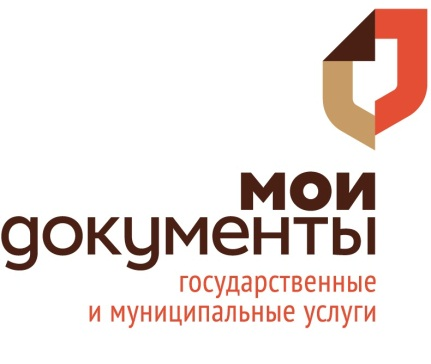 мои
документы
государственные
и муниципальные услуги